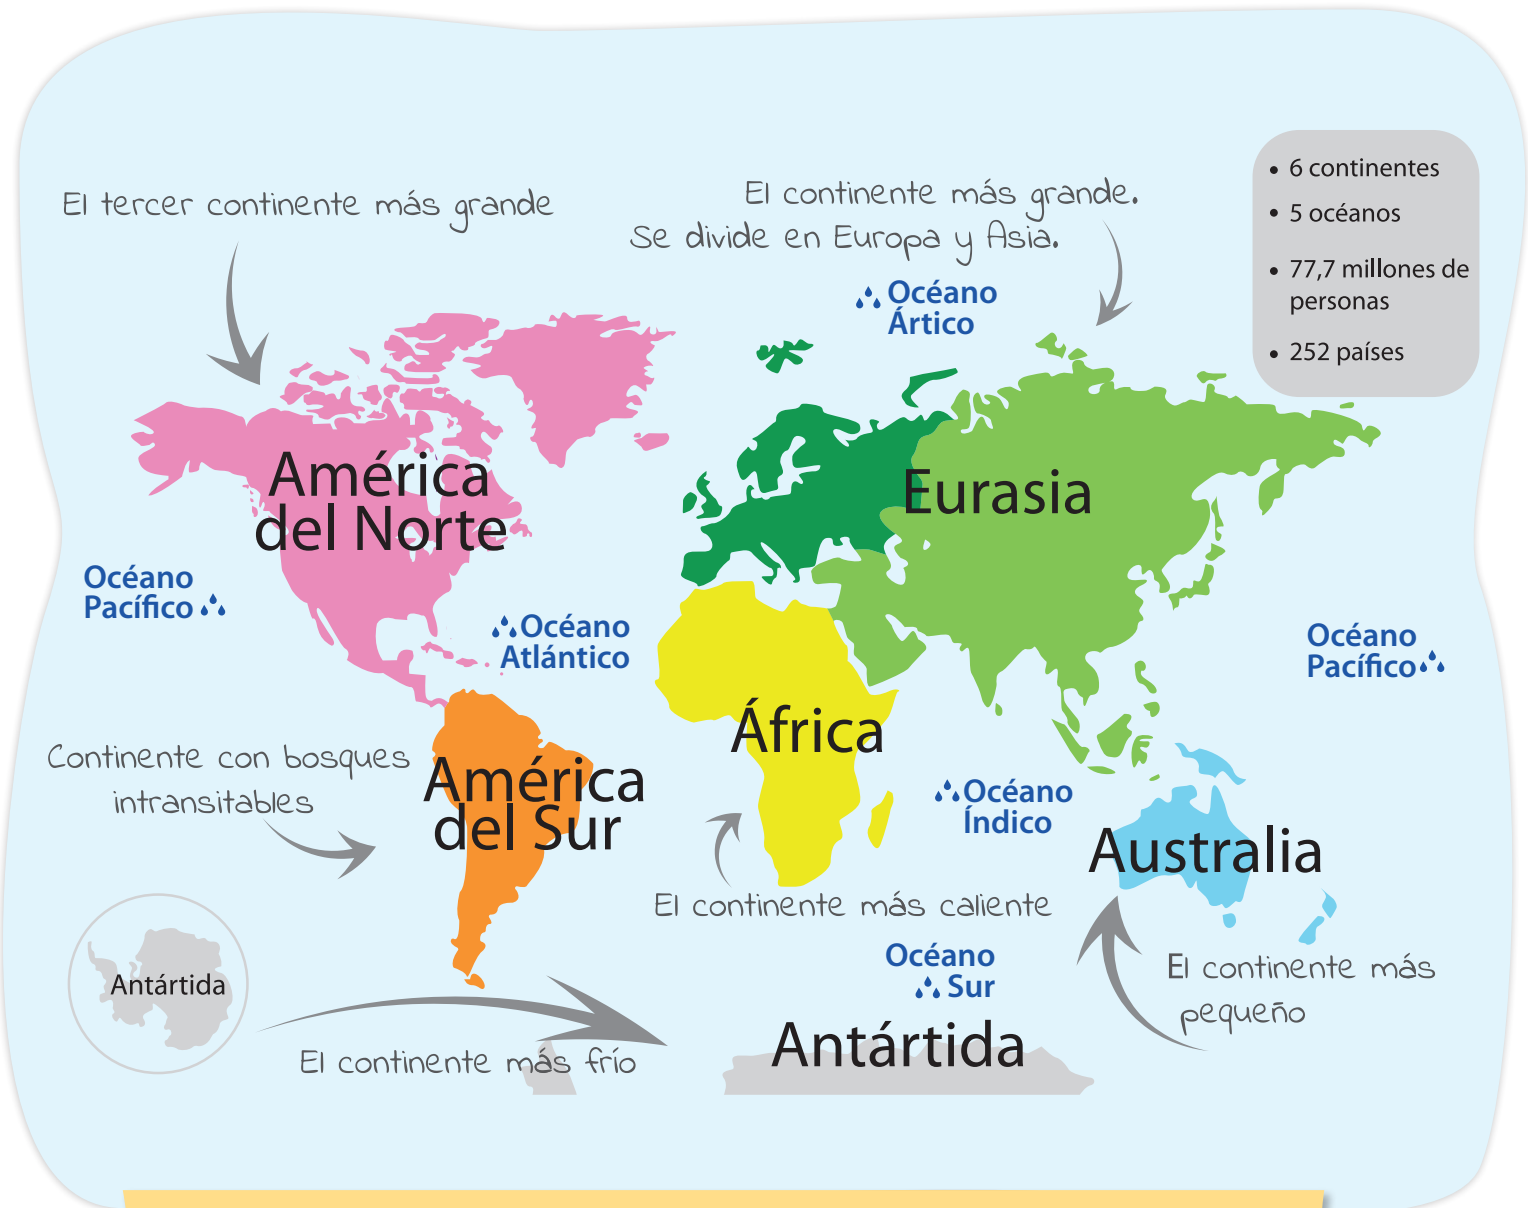 El tercer continente más grande
El continente más grande.
Se divide en Europa y Asia.
• 6 continentes
• 5 océanos
• 77,7 millones de
personas
• 252 países
Océano
Ártico
América
del Norte
Eurasia
Océano
Pacífico
Océano
Atlántico
Océano
Pacífico
África
Continente con bosques
intransitables
América
del Sur
Océano
Índico
Australia
El continente más caliente
Antártida
Océano
Sur
El continente más
pequeño
Antártida
El continente más frío